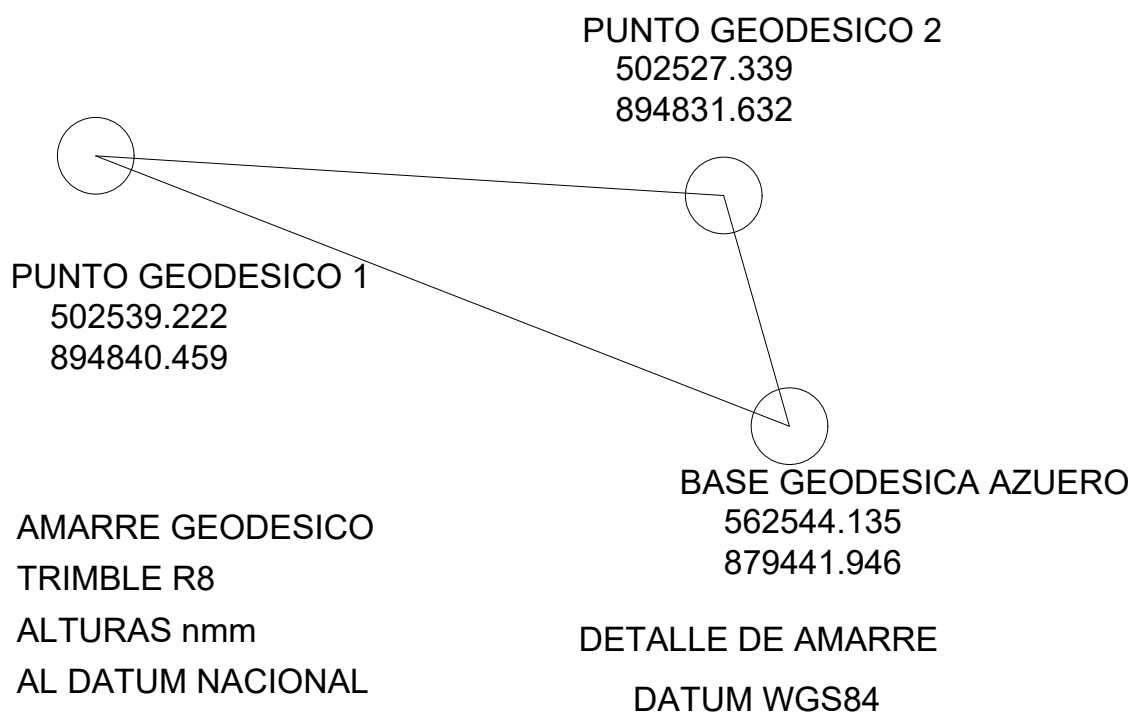 PUNTO GEODESICO 2
502527.339
894831.632
PUNTO GEODESICO 1
502539.222
894840.459
BASE GEODESICA AZUERO
562544.135
879441.946
AMARRE GEODESICO
TRIMBLE R8
ALTURAS nmm
AL DATUM NACIONAL
DETALLE DE AMARRE
DATUM WGS84